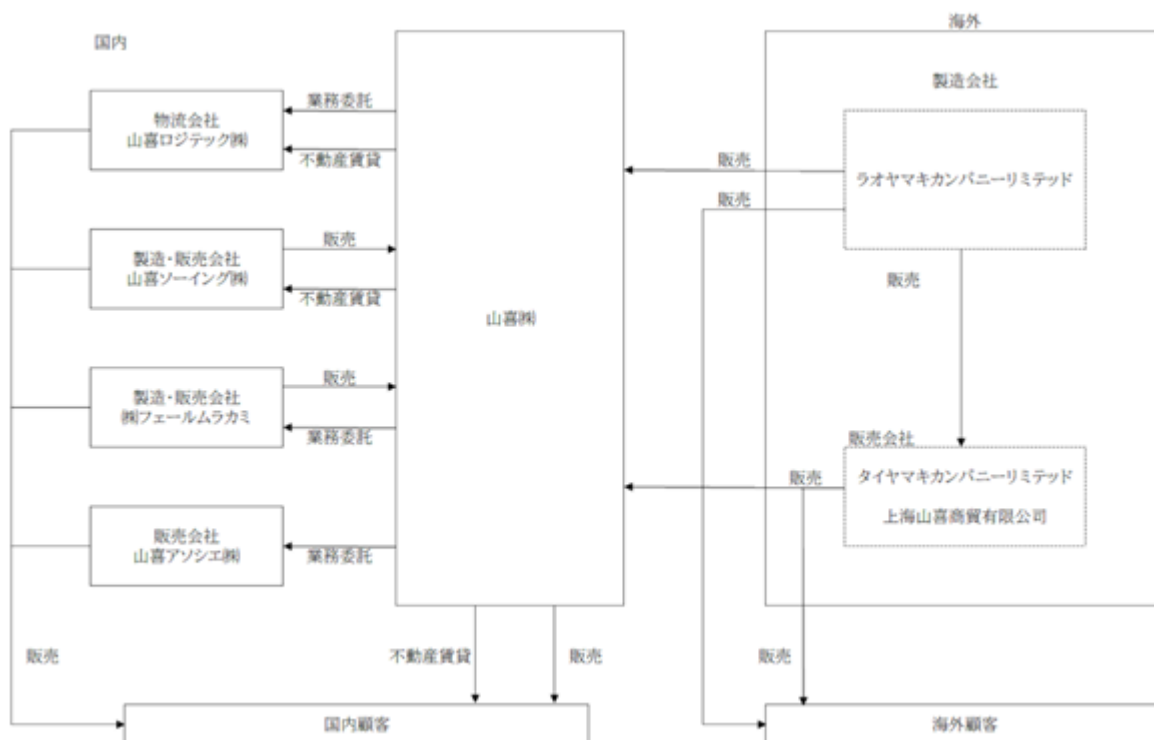 海外
国内
製造会社
物流会社
山喜ロジテック㈱
業務委託
不動産賃貸
販売
ラオヤマキカンパニーリミテッド
販売
製造・販売会社
山喜ソーイング㈱
販売
不動産賃貸
販売
山喜㈱
製造・販売会社
㈱フェールムラカミ
販売
業務委託
販売会社
タイヤマキカンパニーリミテッド
上海山喜商貿有限公司
販売
販売会社
山喜アソシエ㈱
業務委託
販売
不動産賃貸
販売
販売
国内顧客
海外顧客